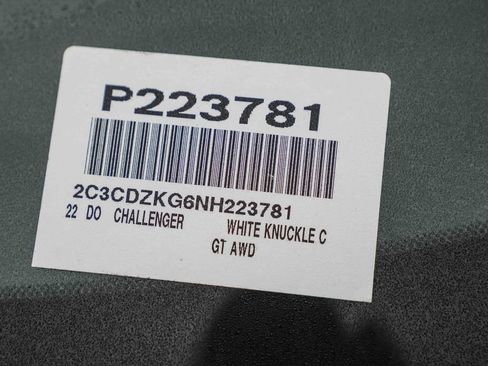 P223781
2C3CDZKG6NH223781
22 DO CHALLENGER WHITE KNUCKLE C
GT AWD